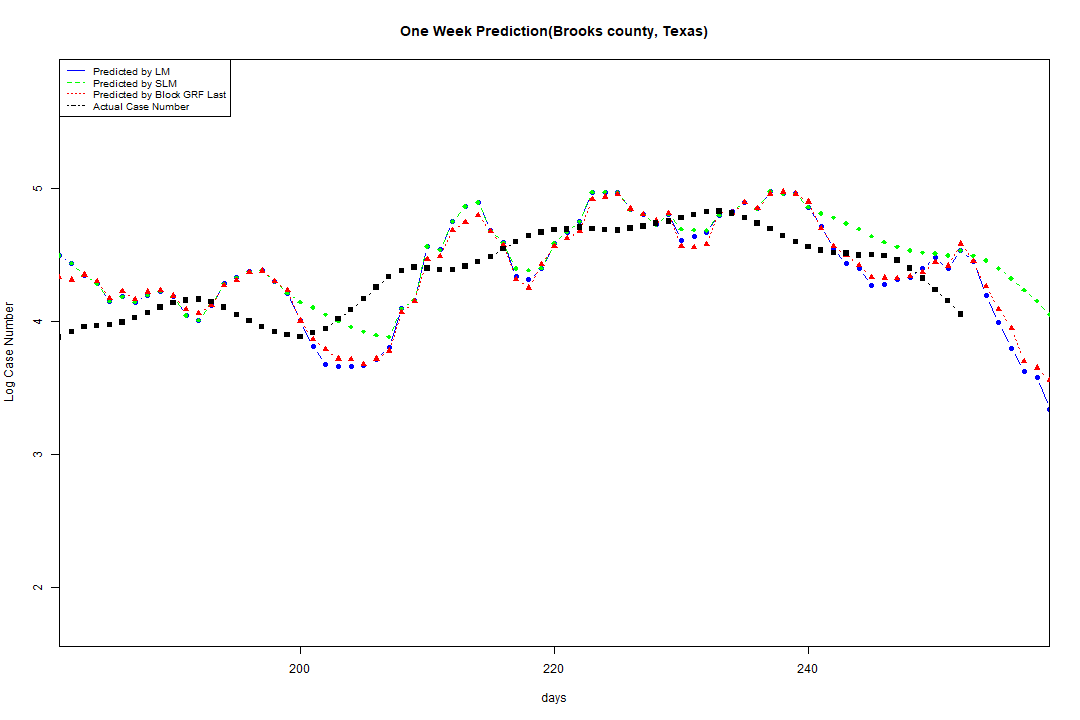 One Week Prediction(Brooks county, Texas)
Predicted by LM
Predicted by SLM
Predicted by Block GRF Last
Actual Case Number
5
4
3
2
Log Case Number
200
220
240
days